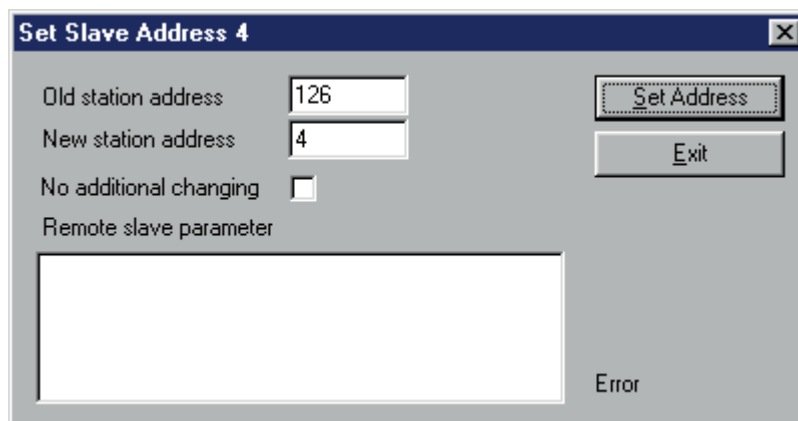 Set Slave Address 4
Old station address 126
Set Address
New station address 4
Exit
No additional changing
Remote slave parameter
Error